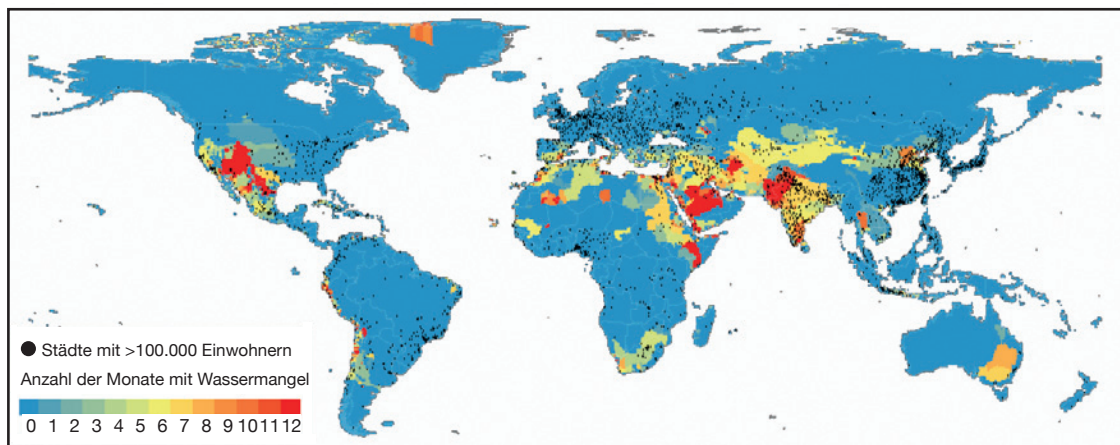 Städte mit >100.000 Einwohnern
Anzahl der Monate mit Wassermangel
0 1 2 3 4 5 6 7 8 9 10 11 12